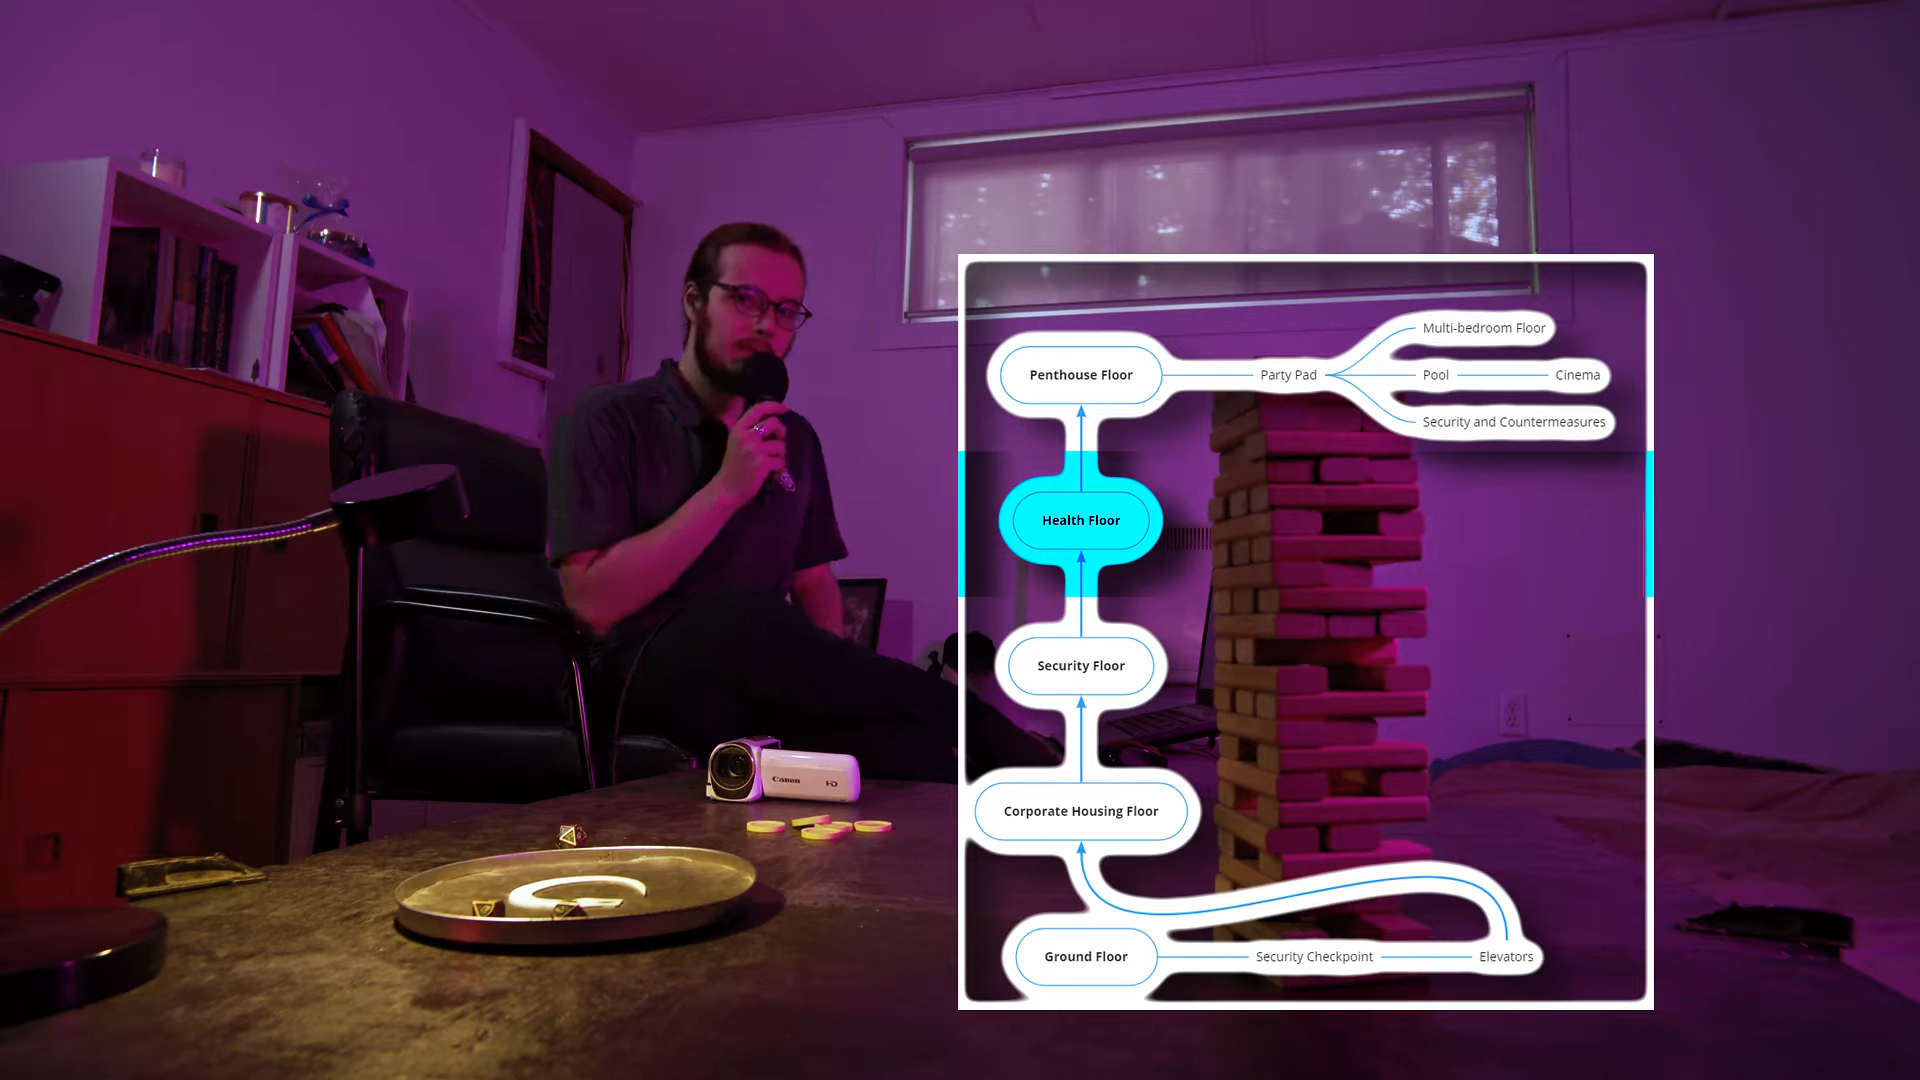 Multi-bedroom Floor
Penthouse Floor
Party Pad
Pool
Cinema
Security and Countermeasures
Health Floor
Security Floor
Canon
HD
Corporate Housing Floor
Ground Floor
Security Checkpoint
Elevators